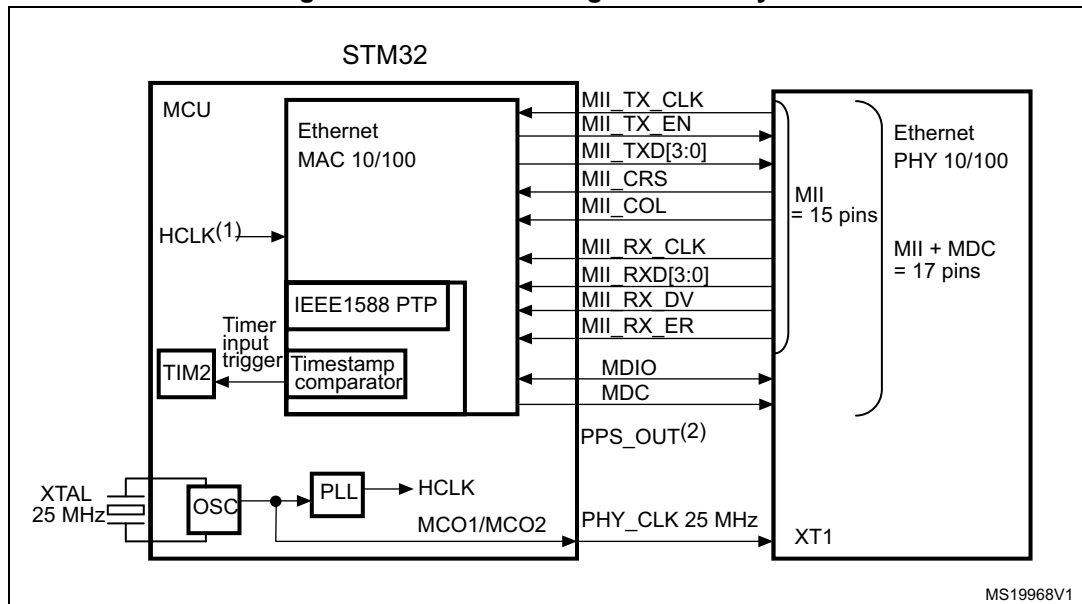 STM32
MCU
Ethernet
MAC 10/100
HCLK(1)
IEEE1588 PTP
Timer
input
trigger
Timestamp
comparator
TIM2
XTAL
25 MHz
OSC
PLL
HCLK
MCO1/MCO2
MII_TX_CLK
MII_TX_EN
MII_TXD[3:0]
MII_CRS
MII_COL
MII_RX_CLK
MII_RXD[3:0]
MII_RX_DV
MII_RX_ER
MDIO
MDC
PPS_OUT(2)
PHY_CLK 25 MHz
MII
= 15 pins
Ethernet
PHY 10/100
MII + MDC
= 17 pins
XT1
MS19968V1